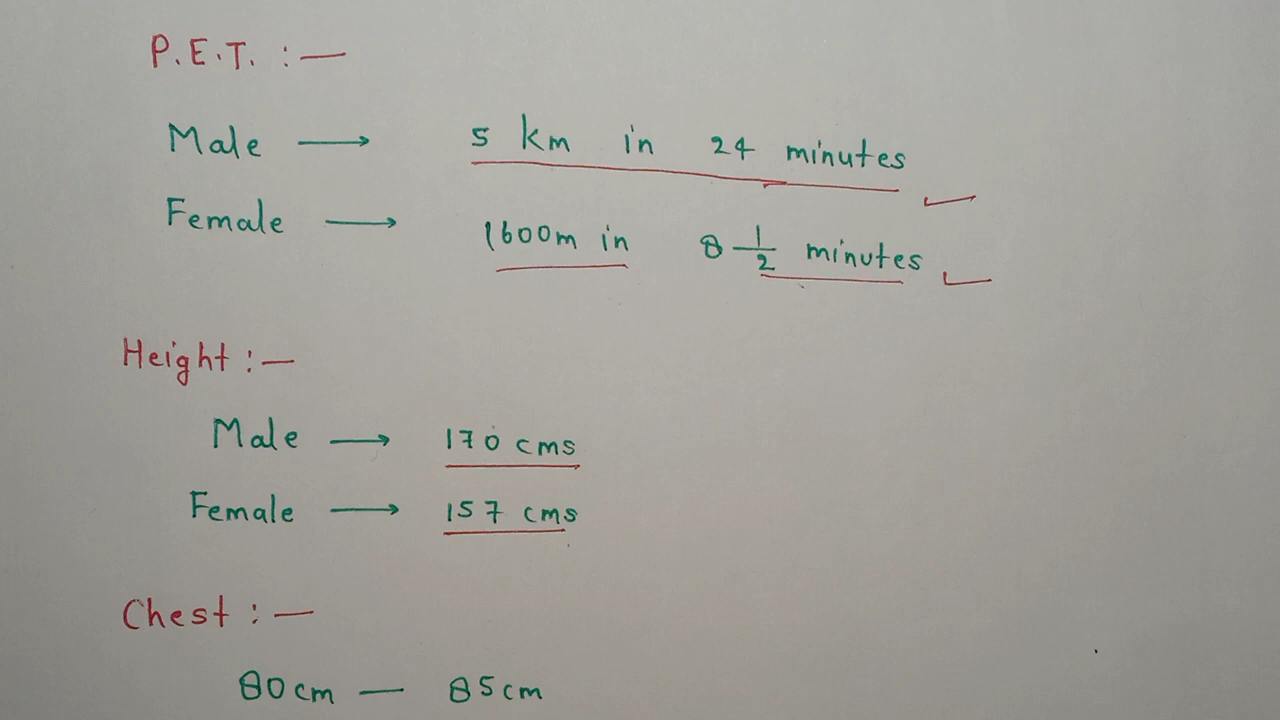 P.E.T. :—
Male → 5 km in 24 minutes
Female → 1600m in 8 1/2 minutes
Height :—
Male → 170 cms
Female → 157 cms
Chest :—
80cm — 85cm